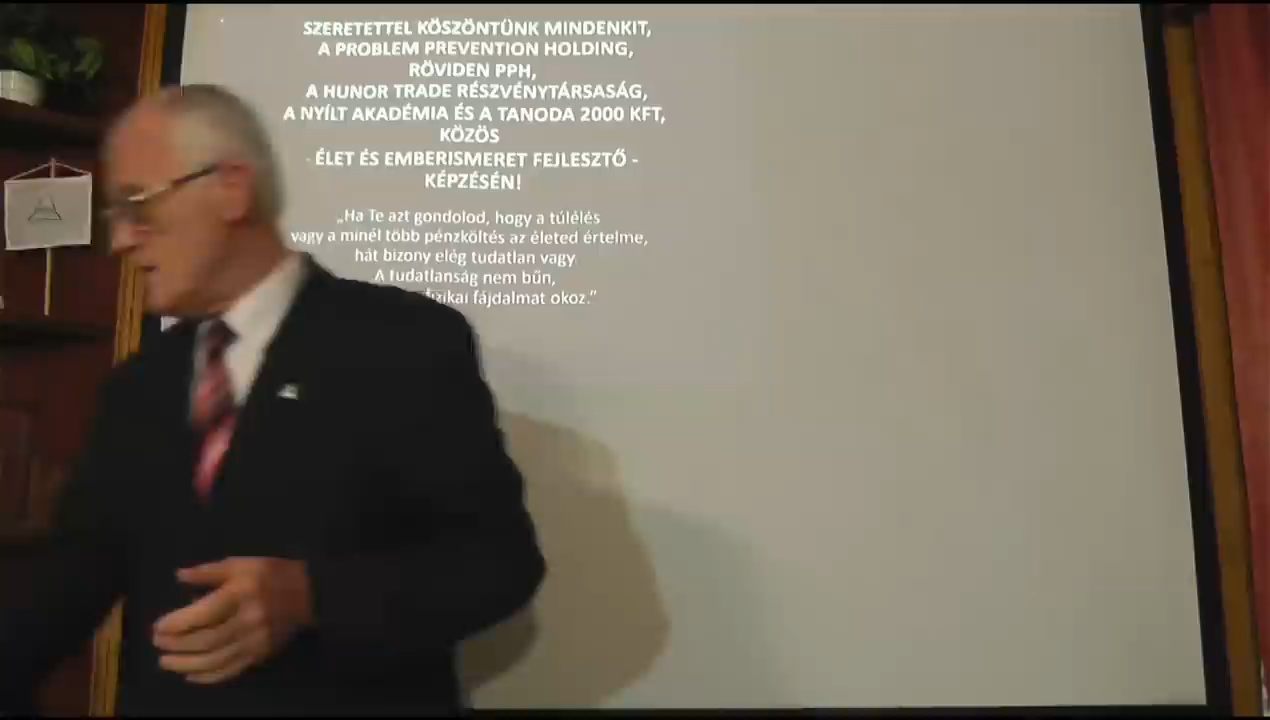 SZERETETTEL KÖSZÖNTÜNK MINDENKIT,
A PROBLEM PREVENTION HOLDING,
RÖVIDEN PPH,
A HUNOR TRADE RÉSZVÉNYTÁRSASÁG,
A NYÍLT AKADÉMIA ÉS A TANODA 2000 KFT,
KÖZÖS
- ÉLET ÉS EMBERISMERET FEJLESZTŐ -
KÉPZÉSÉN!
„Ha Te azt gondolod, hogy a túlélés
vagy a minél több pénzköltés az életed értelme,
hát bizony elég tudatlan vagy
A tudatlanság nem bűn,
fájdalmat okoz.”